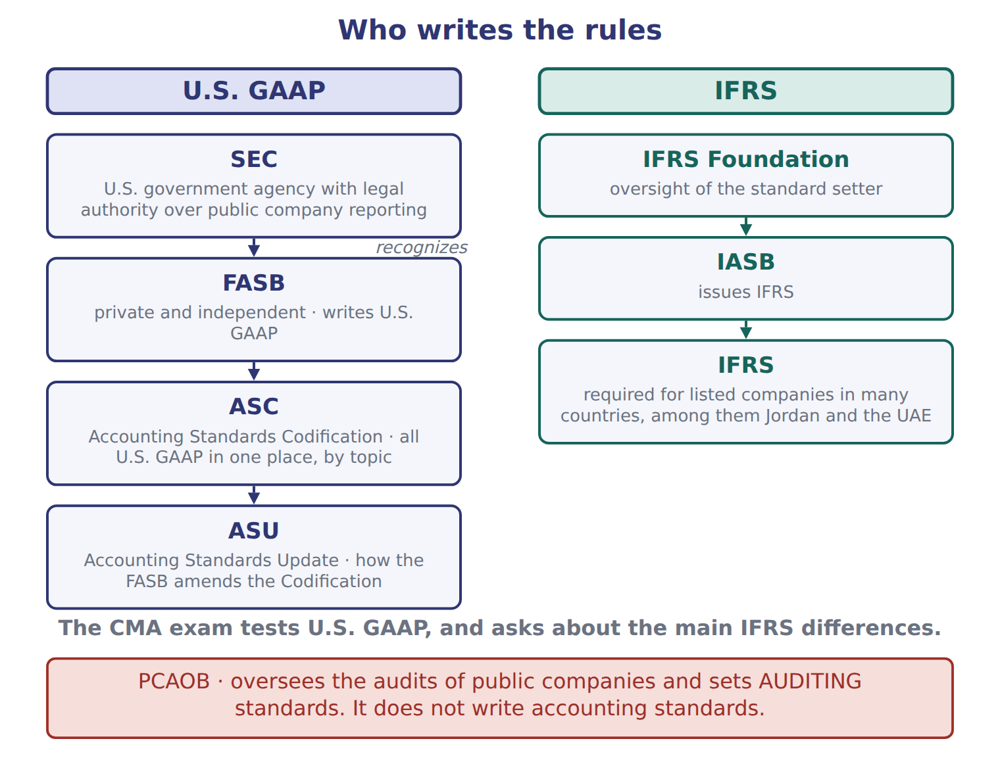 Who writes the rules
U.S. GAAP
SEC
U.S. government agency with legal
authority over public company reporting
recognizes
FASB
private and independent · writes U.S.
GAAP
ASC
Accounting Standards Codification · all
U.S. GAAP in one place, by topic
ASU
Accounting Standards Update · how the
FASB amends the Codification
IFRS
IFRS Foundation
oversight of the standard setter
IASB
issues IFRS
IFRS
required for listed companies in many
countries, among them Jordan and the UAE
The CMA exam tests U.S. GAAP, and asks about the main IFRS differences.
PCAOB · oversees the audits of public companies and sets AUDITING
standards. It does not write accounting standards.